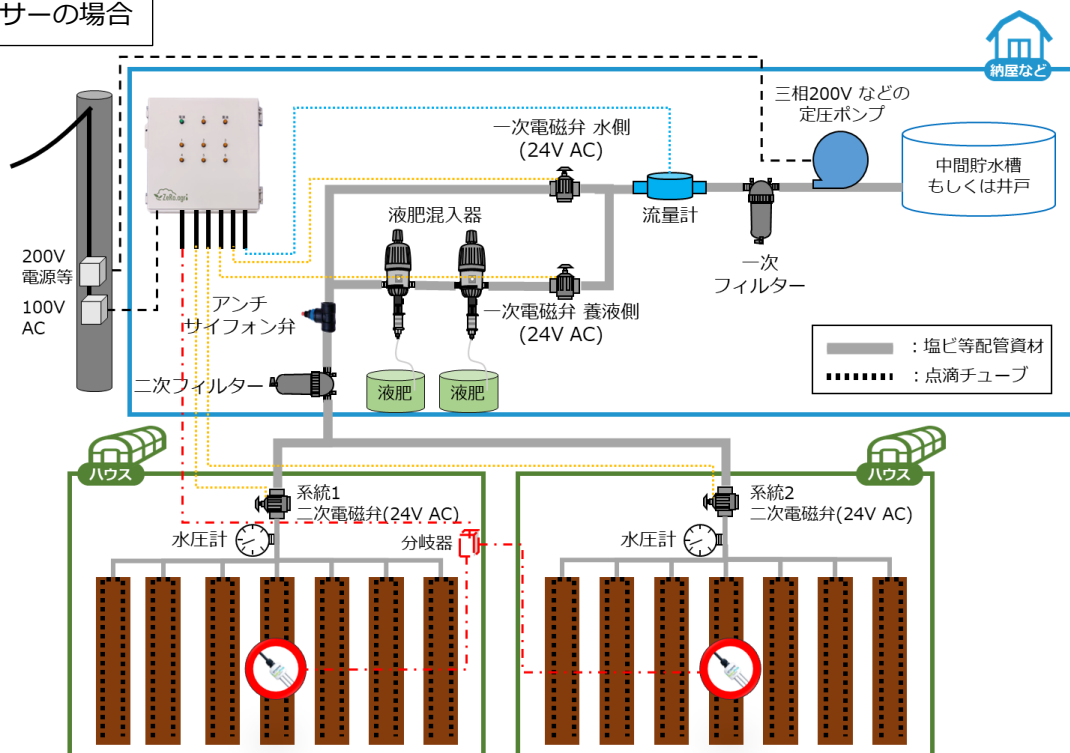 サーの場合
納屋など
三相200V などの
定圧ポンプ
一次電磁弁 水側
(24V AC)
中間貯水槽
もしくは井戸
ZeRo.agri
液肥混入器
流量計
一次
フィルター
200V
電源等
100V
AC
アンチ
サイフォン弁
一次電磁弁 養液側
(24V AC)
：塩ビ等配管資材
：点滴チューブ
二次フィルター
液肥
液肥
ハウス
ハウス
系統1
二次電磁弁(24V AC)
系統2
二次電磁弁(24V AC)
水圧計
分岐器
水圧計